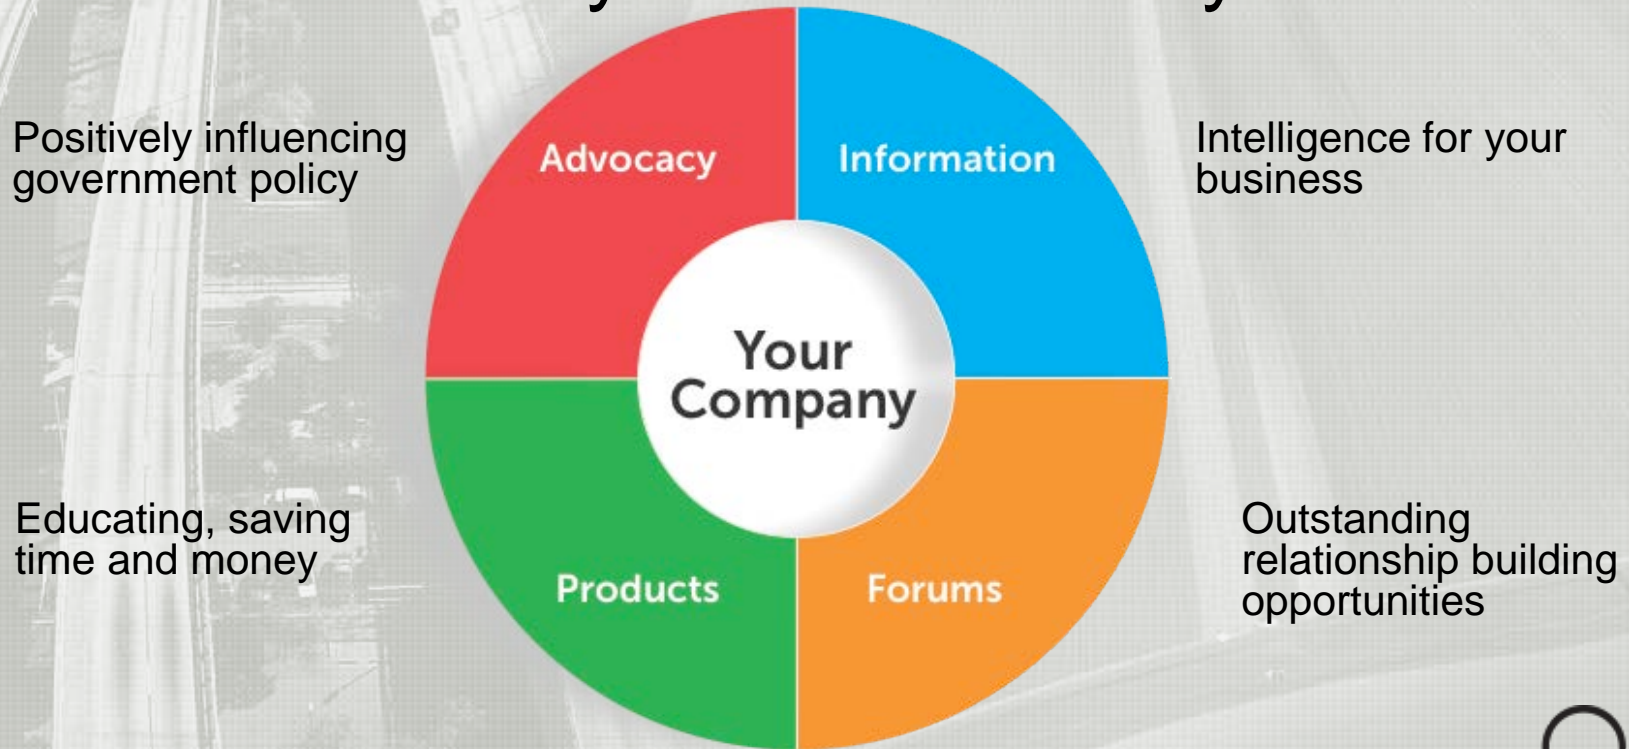 Positively influencing
government policy
Advocacy
Information
Intelligence for your
business
Your
Company
Educating, saving
time and money
Products
Forums
Outstanding
relationship building
opportunities